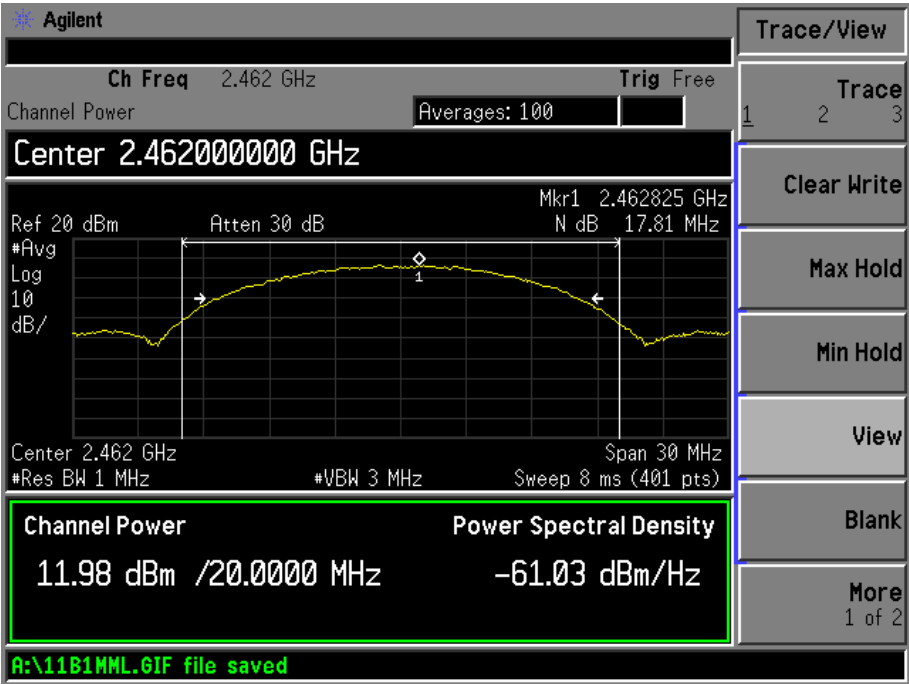 Agilent
Ch Freq 2.462 GHz Trig Free
Channel Power Averages: 100
Center 2.462000000 GHz
Mkr1 2.462825 GHz
Ref 20 dBm Atten 30 dB N dB 17.81 MHz
#Avg
Log
10
dB/
1
Center 2.462 GHz Span 30 MHz
#Res BW 1 MHz #VBW 3 MHz Sweep 8 ms (401 pts)
Channel Power Power Spectral Density
11.98 dBm /20.0000 MHz -61.03 dBm/Hz
A:\11B1MML.GIF file saved
Trace/View
Trace
1 2 3
Clear Write
Max Hold
Min Hold
View
Blank
More
1 of 2